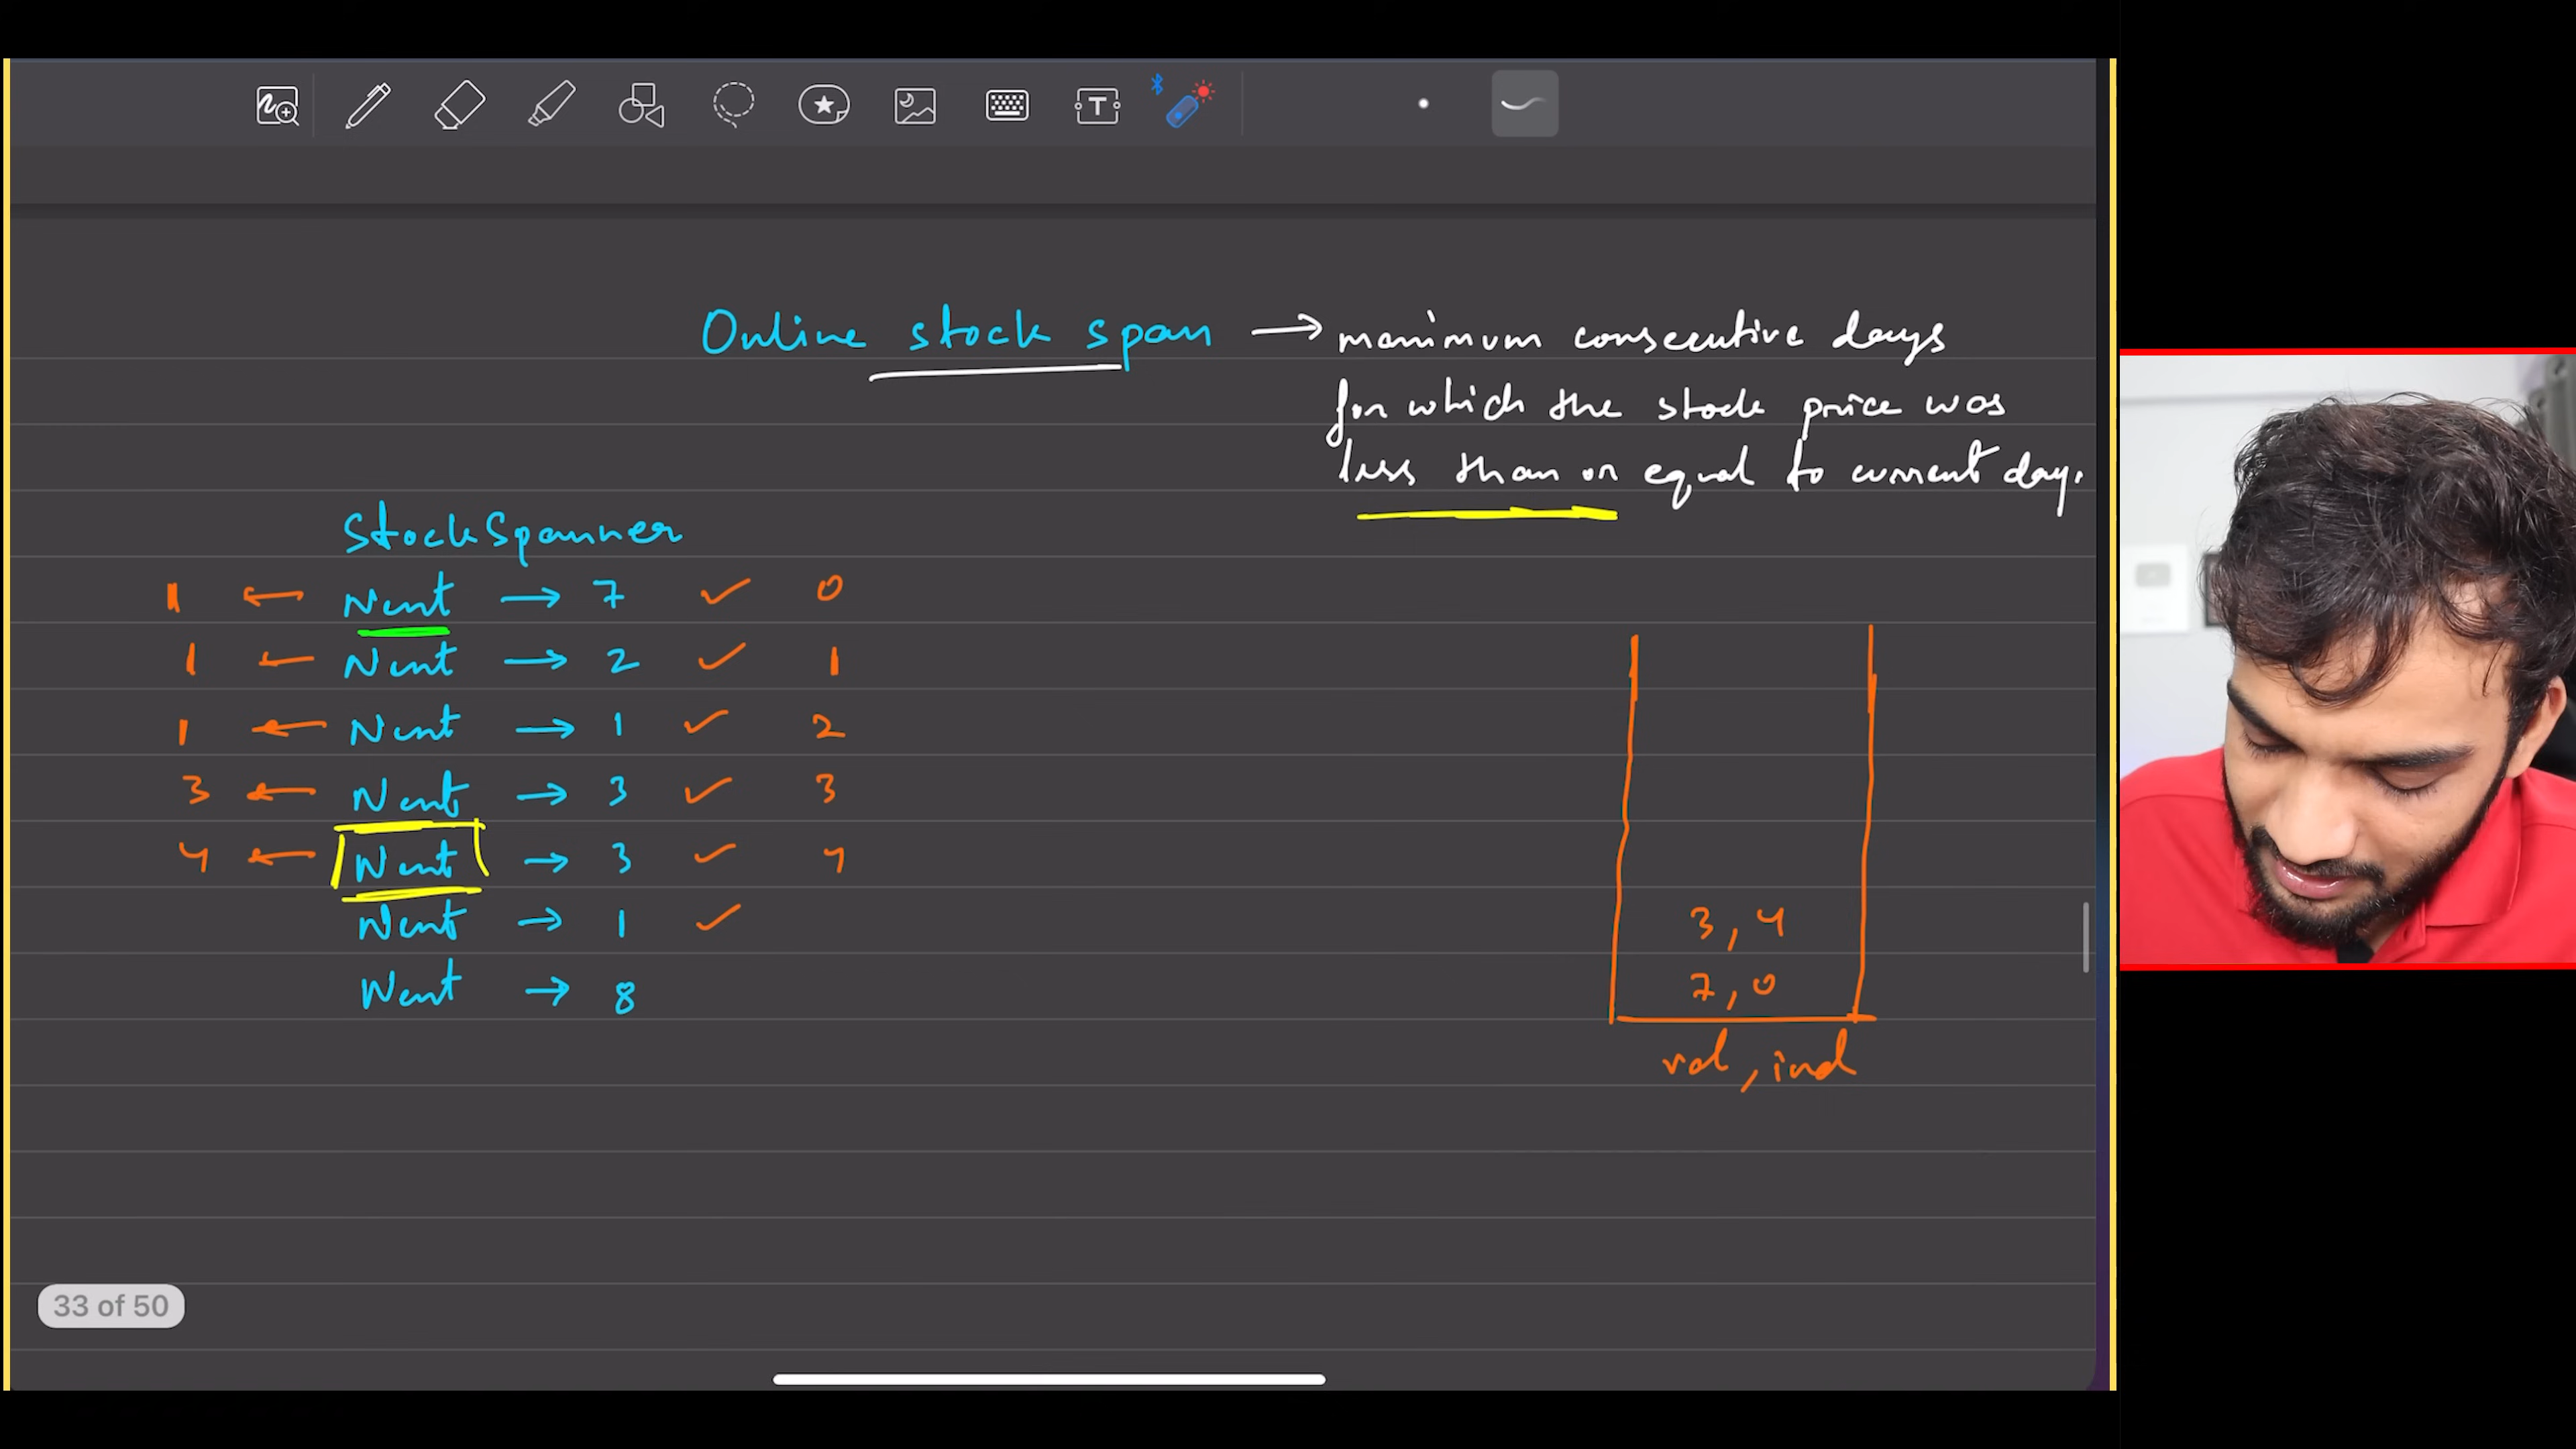 T
Online stock span → maximum consecutive days
for which the stock price was
less than or equal to current day.
StockSpanner
1 ← Next → 7 ✓ 0
1 ← Next → 2 ✓ 1
1 ← Next → 1 ✓ 2
3 ← Next → 3 ✓ 3
4 ← Next → 3 ✓ 4
Next → 1 ✓
Next → 8
3, 4
7, 0
val, ind
33 of 50